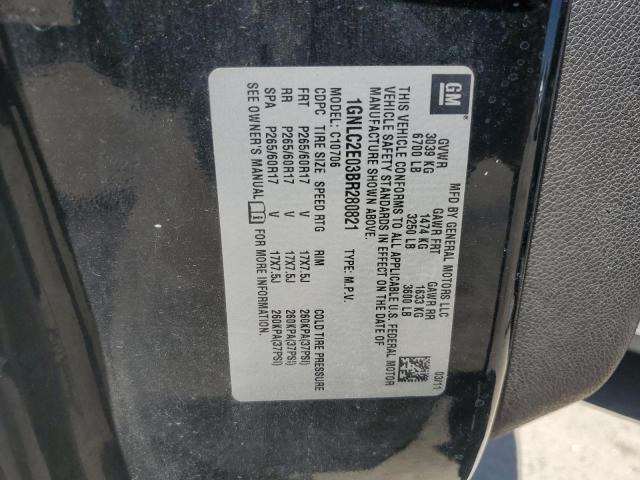 GM
MFD BY GENERAL MOTORS LLC
03/11
GVWR GAWR FRT GAWR RR
3039 KG 1474 KG 1633 KG
6700 LB 3250 LB 3600 LB
THIS VEHICLE CONFORMS TO ALL APPLICABLE U.S. FEDERAL MOTOR
VEHICLE SAFETY STANDARDS IN EFFECT ON THE DATE OF
MANUFACTURE SHOWN ABOVE.
1GNLC2E03BR280821 TYPE: M.P.V.
C10706
CDPC TIRE SIZE SPEED RTG RIM COLD TIRE PRESSURE
FRT P265/60R17 V 17X7.5J 260KPA(37PSI)
RR P265/60R17 V 17X7.5J 260KPA(37PSI)
SPA P265/60R17 V 17X7.5J 260KPA(37PSI)
SEE OWNER'S MANUAL FOR MORE INFORMATION.